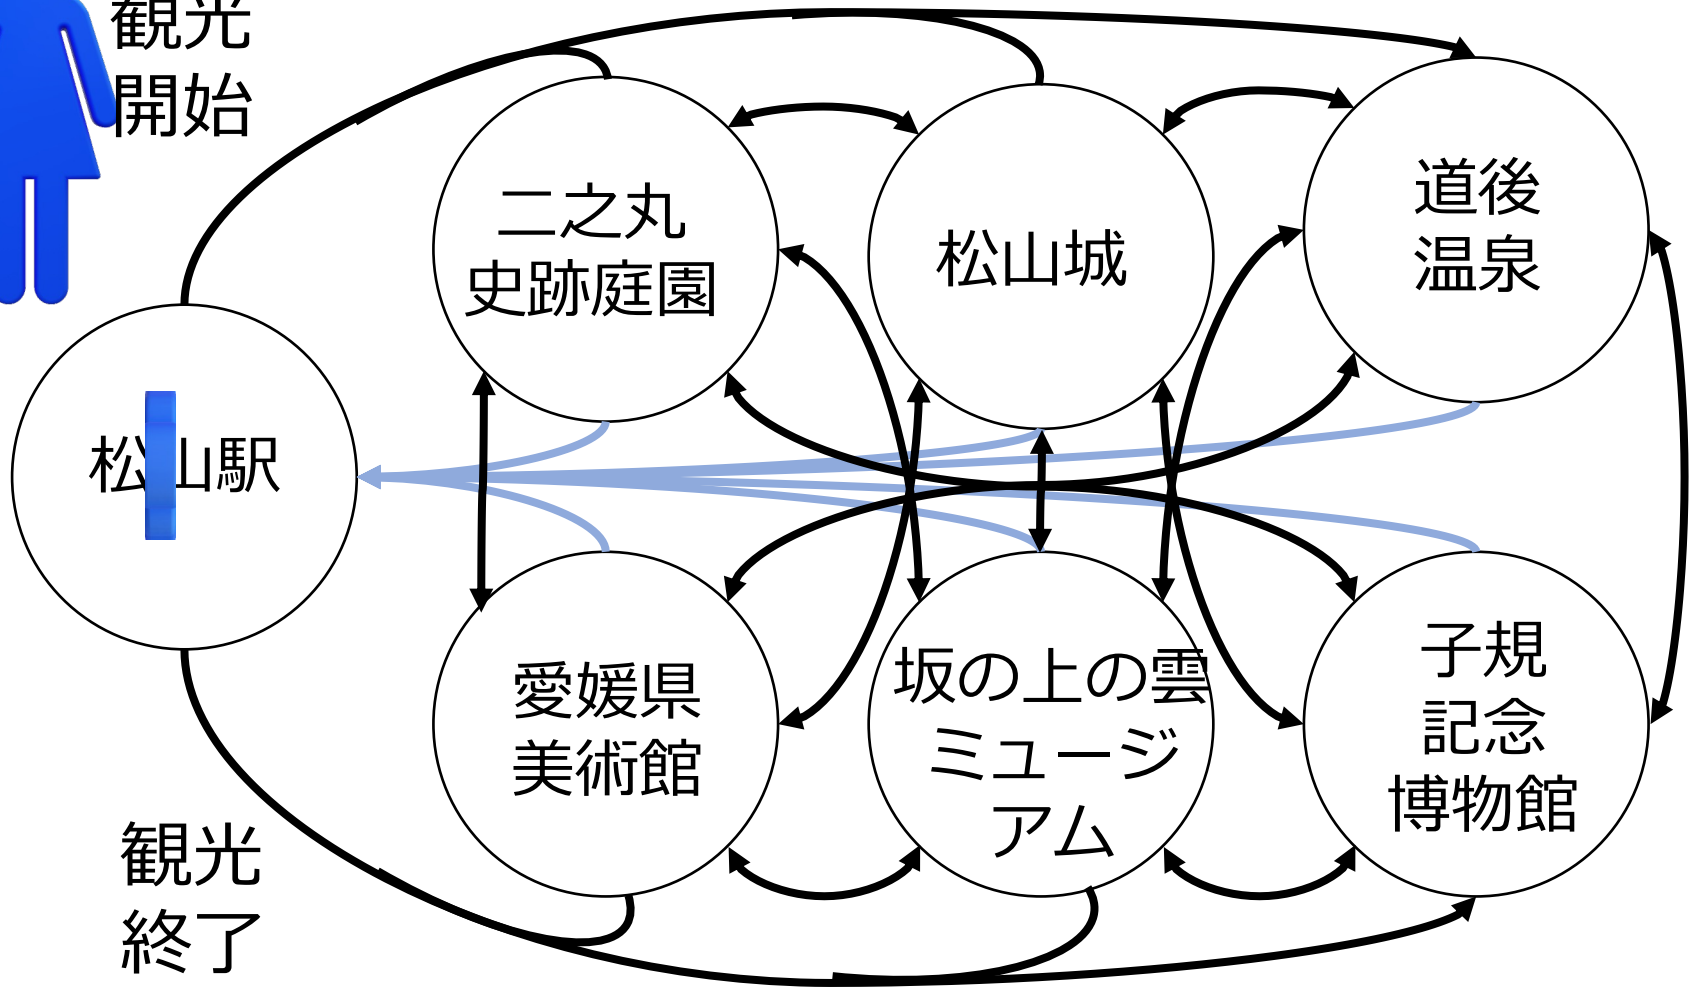 観光
開始
二之丸
史跡庭園
松山城
道後
温泉
松山駅
愛媛県
美術館
坂の上の雲
ミュージ
アム
子規
記念
博物館
観光
終了